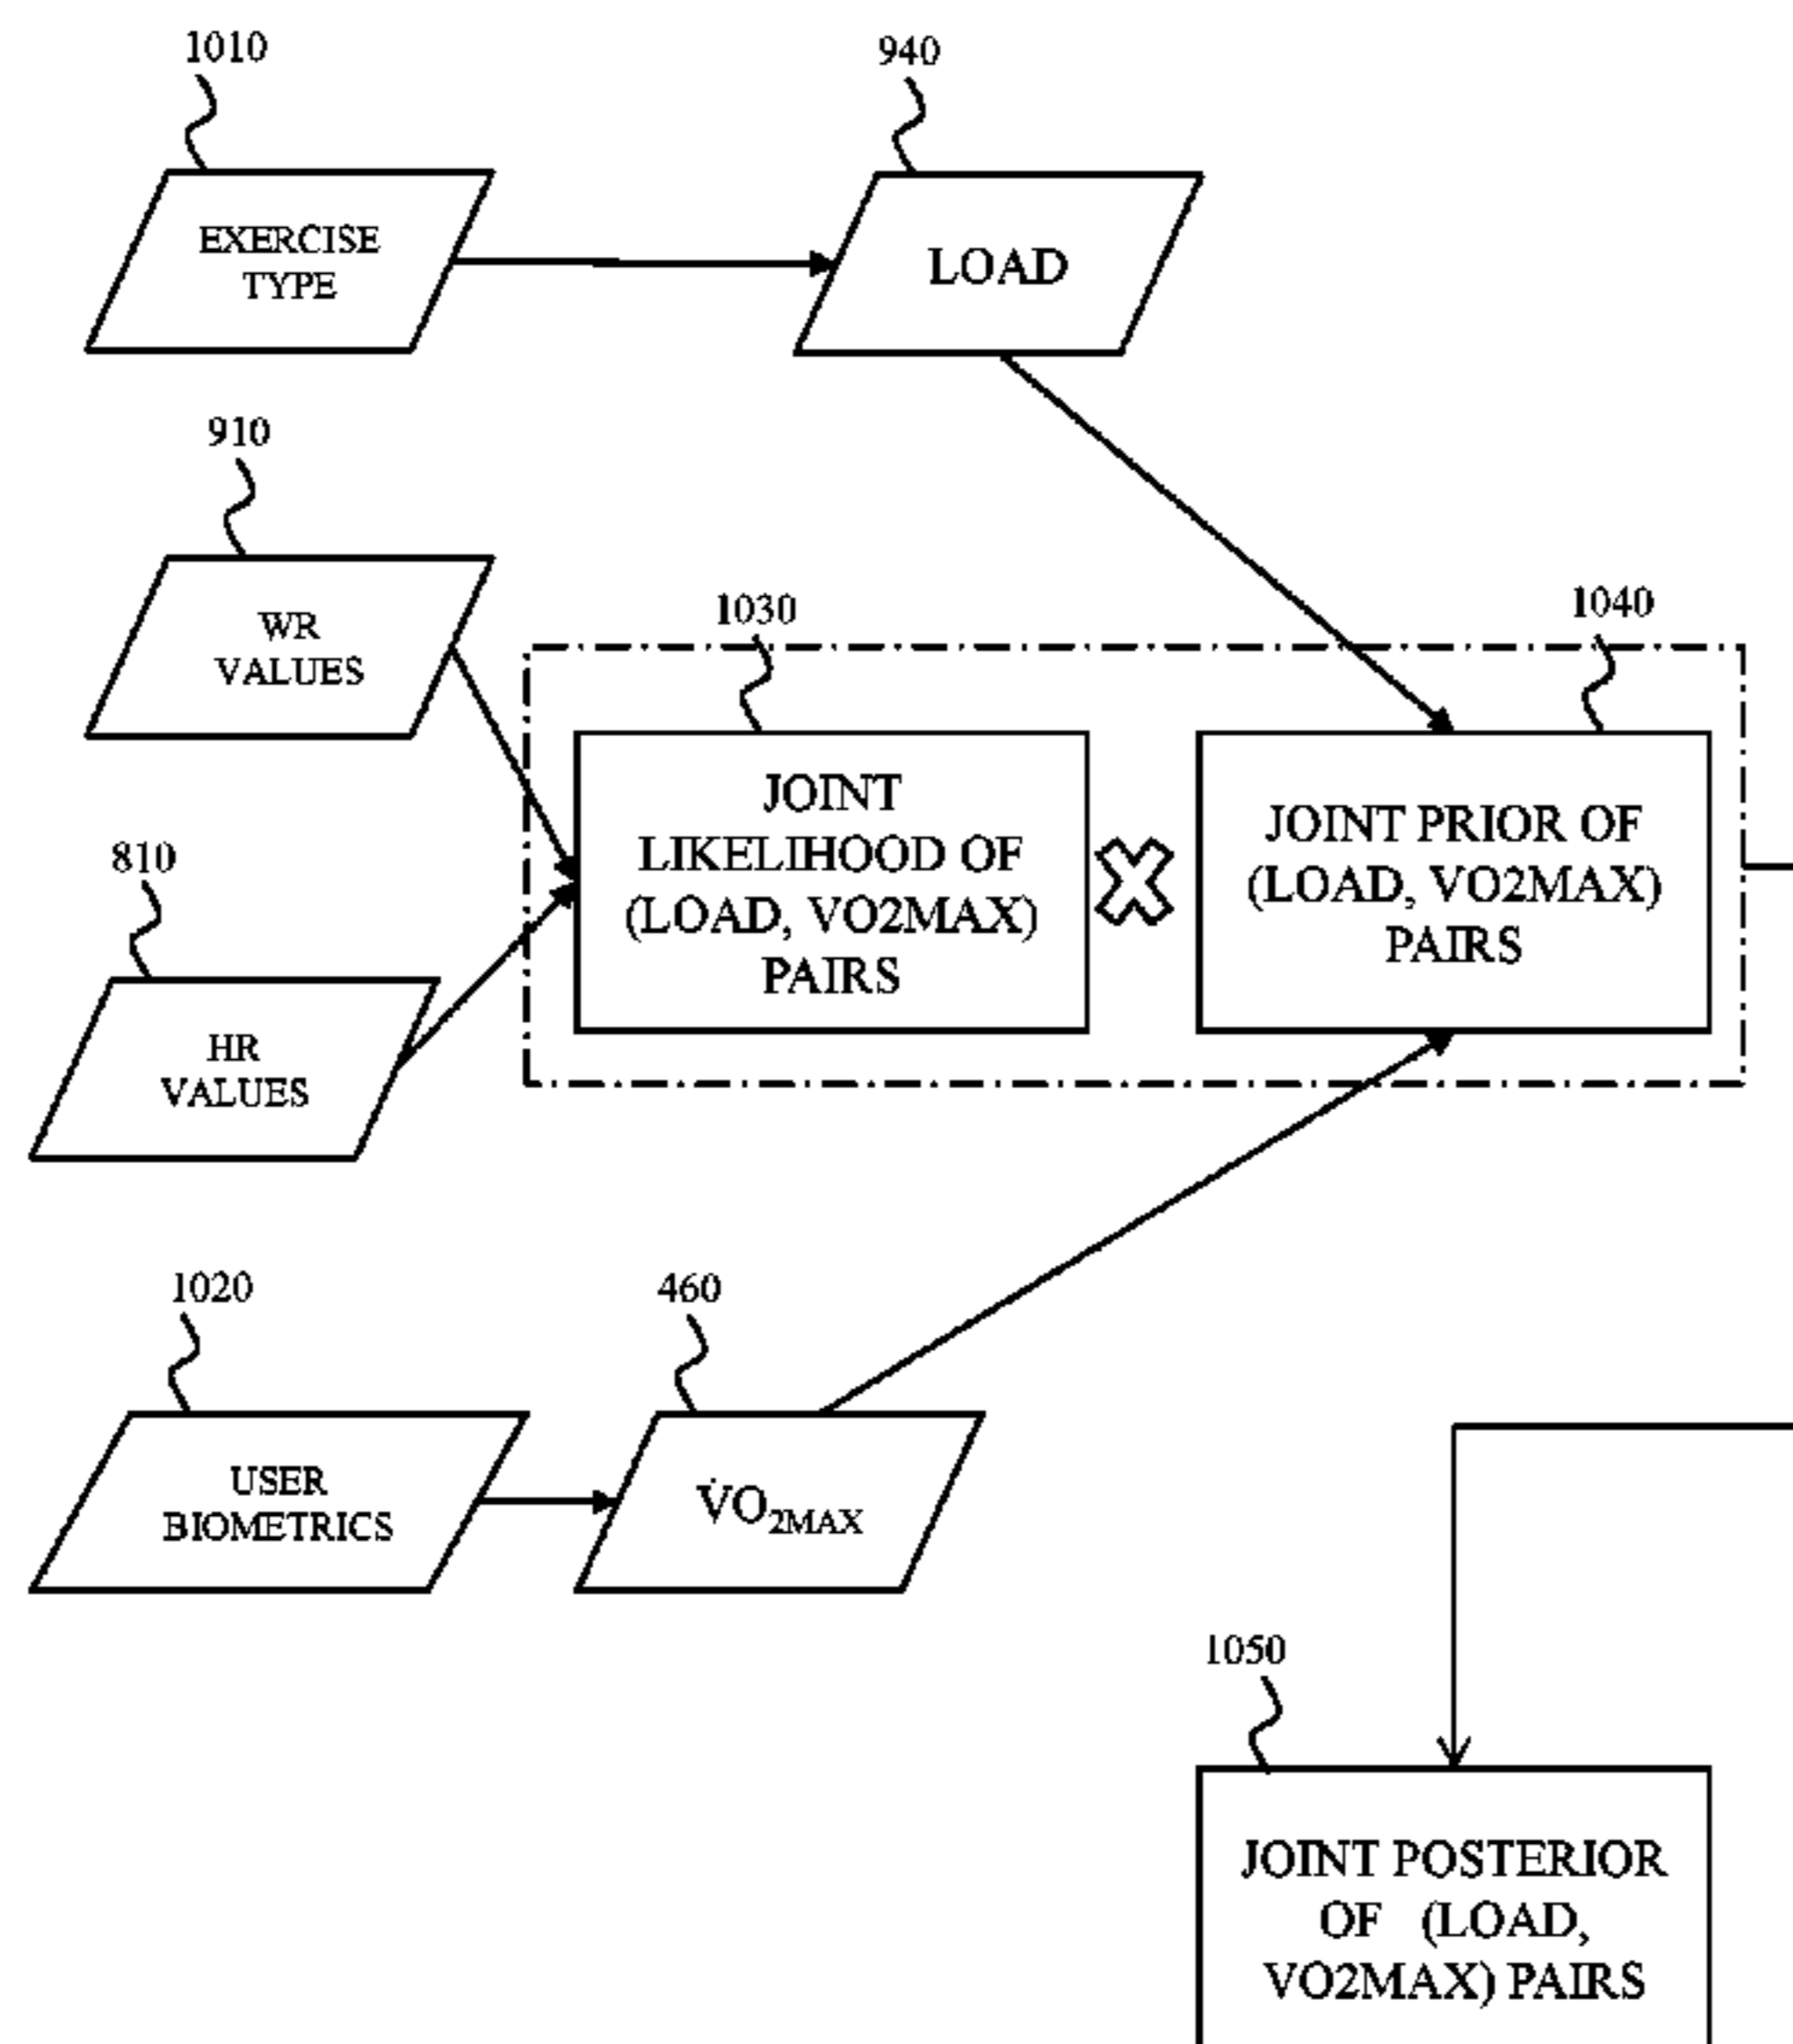 1010
940
EXERCISE
TYPE
LOAD
910
WR
VALUES
1030
1040
JOINT
LIKELIHOOD OF
(LOAD, VO2MAX)
PAIRS
JOINT PRIOR OF
(LOAD, VO2MAX)
PAIRS
810
HR
VALUES
1020
460
USER
BIOMETRICS
V̇O₂MAX
1050
JOINT POSTERIOR
OF (LOAD,
VO2MAX) PAIRS